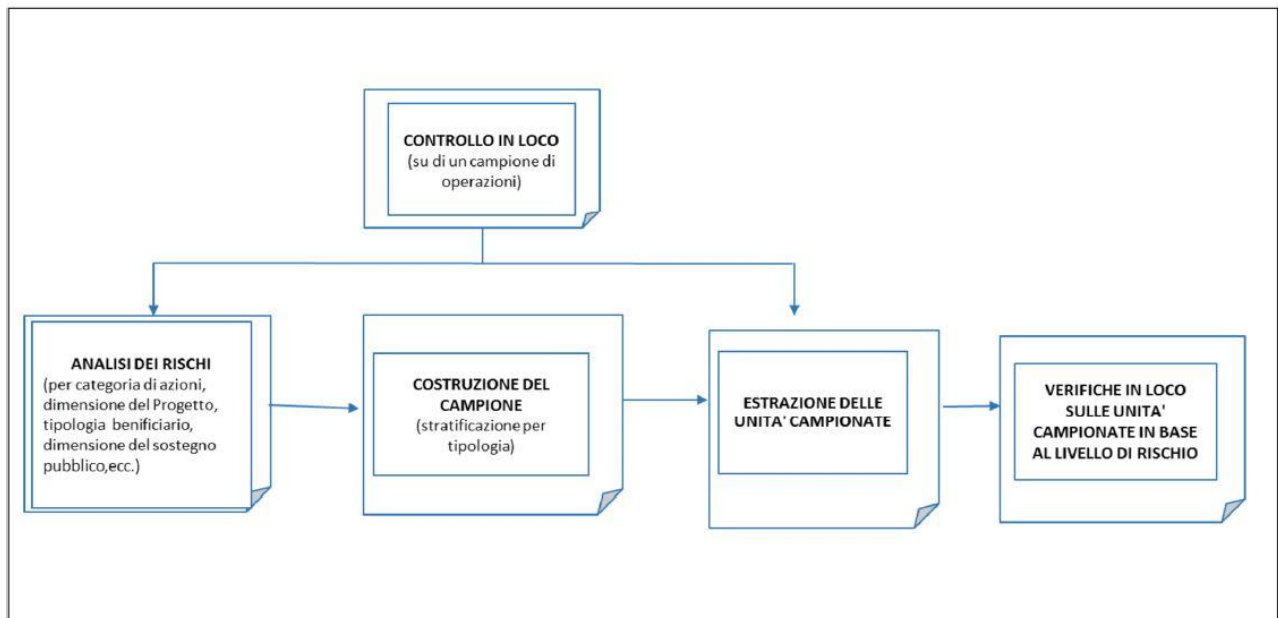 CONTROLLO IN LOCO
(su di un campione di
operazioni)
ANALISI DEI RISCHI
(per categoria di azioni,
dimensione del Progetto,
tipologia benificiario,
dimensione del sostegno
pubblico,ecc.)
COSTRUZIONE DEL
CAMPIONE
(stratificazione per
tipologia)
ESTRAZIONE DELLE
UNITA' CAMPIONATE
VERIFICHE IN LOCO
SULLE UNITA'
CAMPIONATE IN BASE
AL LIVELLO DI RISCHIO